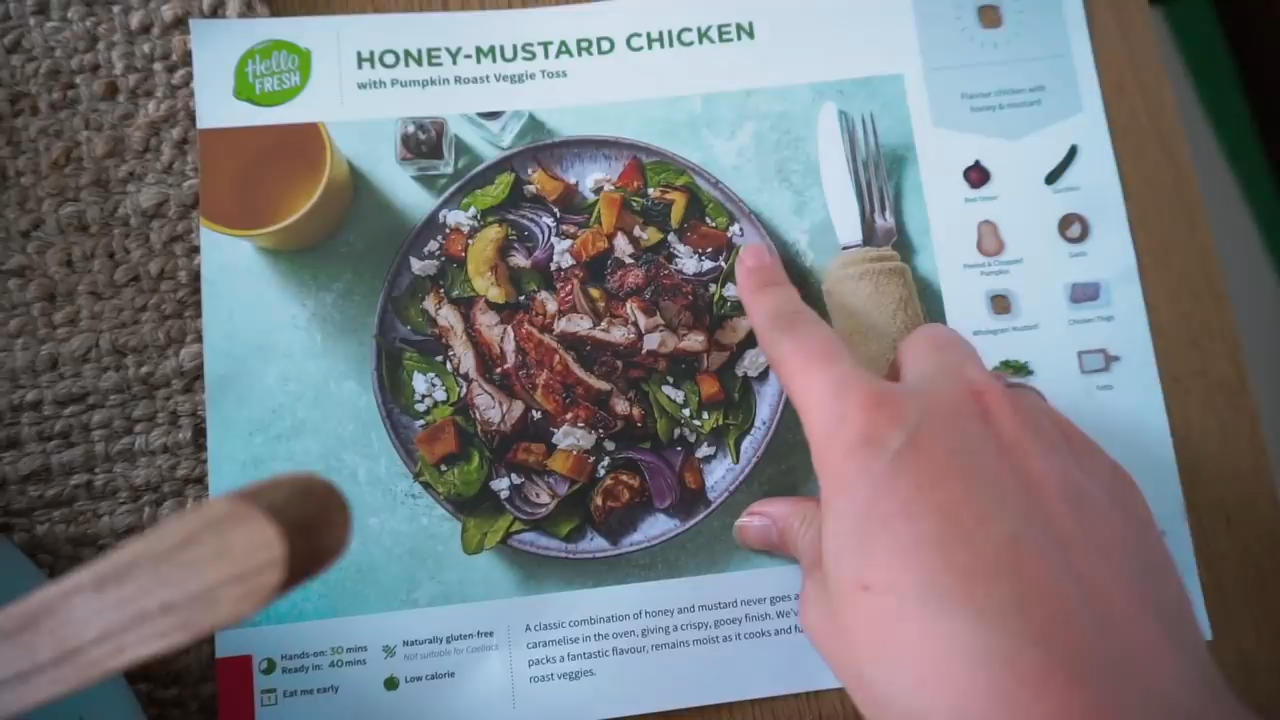 Hello
FRESH
HONEY-MUSTARD CHICKEN
with Pumpkin Roast Veggie Toss
Flavour chicken with
honey & mustard
Red Onion
Zucchini
Peeled & Chopped
Pumpkin
Garlic
Wholegrain Mustard
Chicken Thigh
Fetta
Hands-on: 30 mins
Ready in: 40 mins
Eat me early
Naturally gluten-free
Not suitable for Coeliacs
Low calorie
A classic combination of honey and mustard never goes
caramelise in the oven, giving a crispy, gooey finish. We'v
packs a fantastic flavour, remains moist as it cooks and fu
roast veggies.